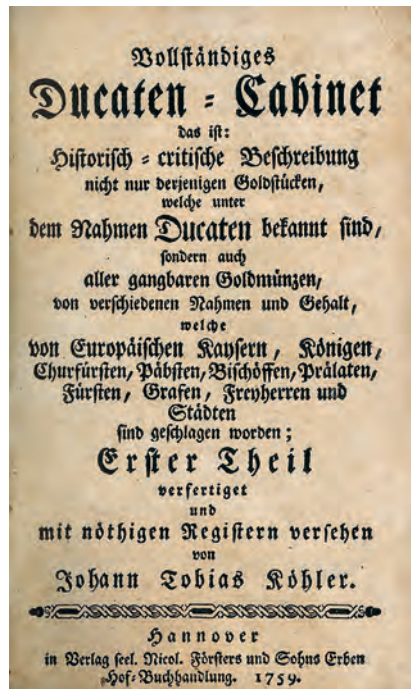 Vollständiges
Ducaten = Cabinet
das ist:
Historisch = critische Beschreibung
nicht nur derjenigen Goldstücken,
welche unter
dem Nahmen Ducaten bekannt sind,
sondern auch
aller gangbaren Goldmünzen,
von verschiedenen Nahmen und Gehalt,
welche
von Europäischen Kaysern, Königen,
Churfürsten, Päbsten, Bischöffen, Prälaten,
Fürsten, Grafen, Freyherren und
Städten
sind geschlagen worden;
Erster Theil
verfertiget
und
mit nöthigen Registern versehen
von
Johann Tobias Köhler.
Hannover
in Verlag seel. Nicol. Försters und Sohns Erben
Hof=Buchhandlung. 1759.